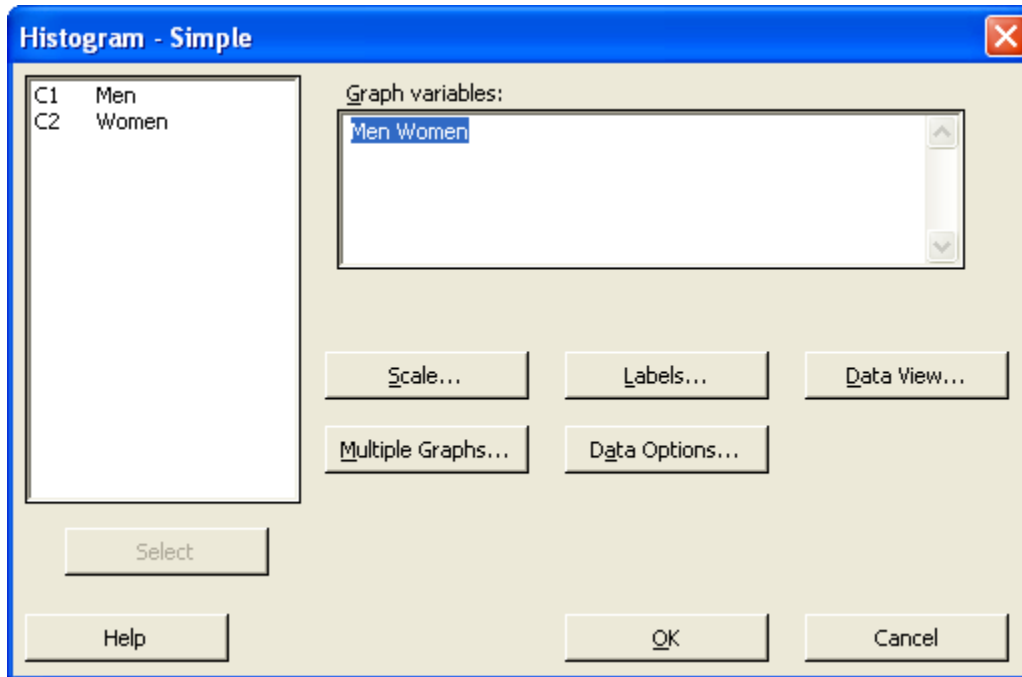 Histogram - Simple
C1 Men
C2 Women
Graph variables:
Men Women
Scale...
Labels...
Data View...
Multiple Graphs...
Data Options...
Select
Help
OK
Cancel